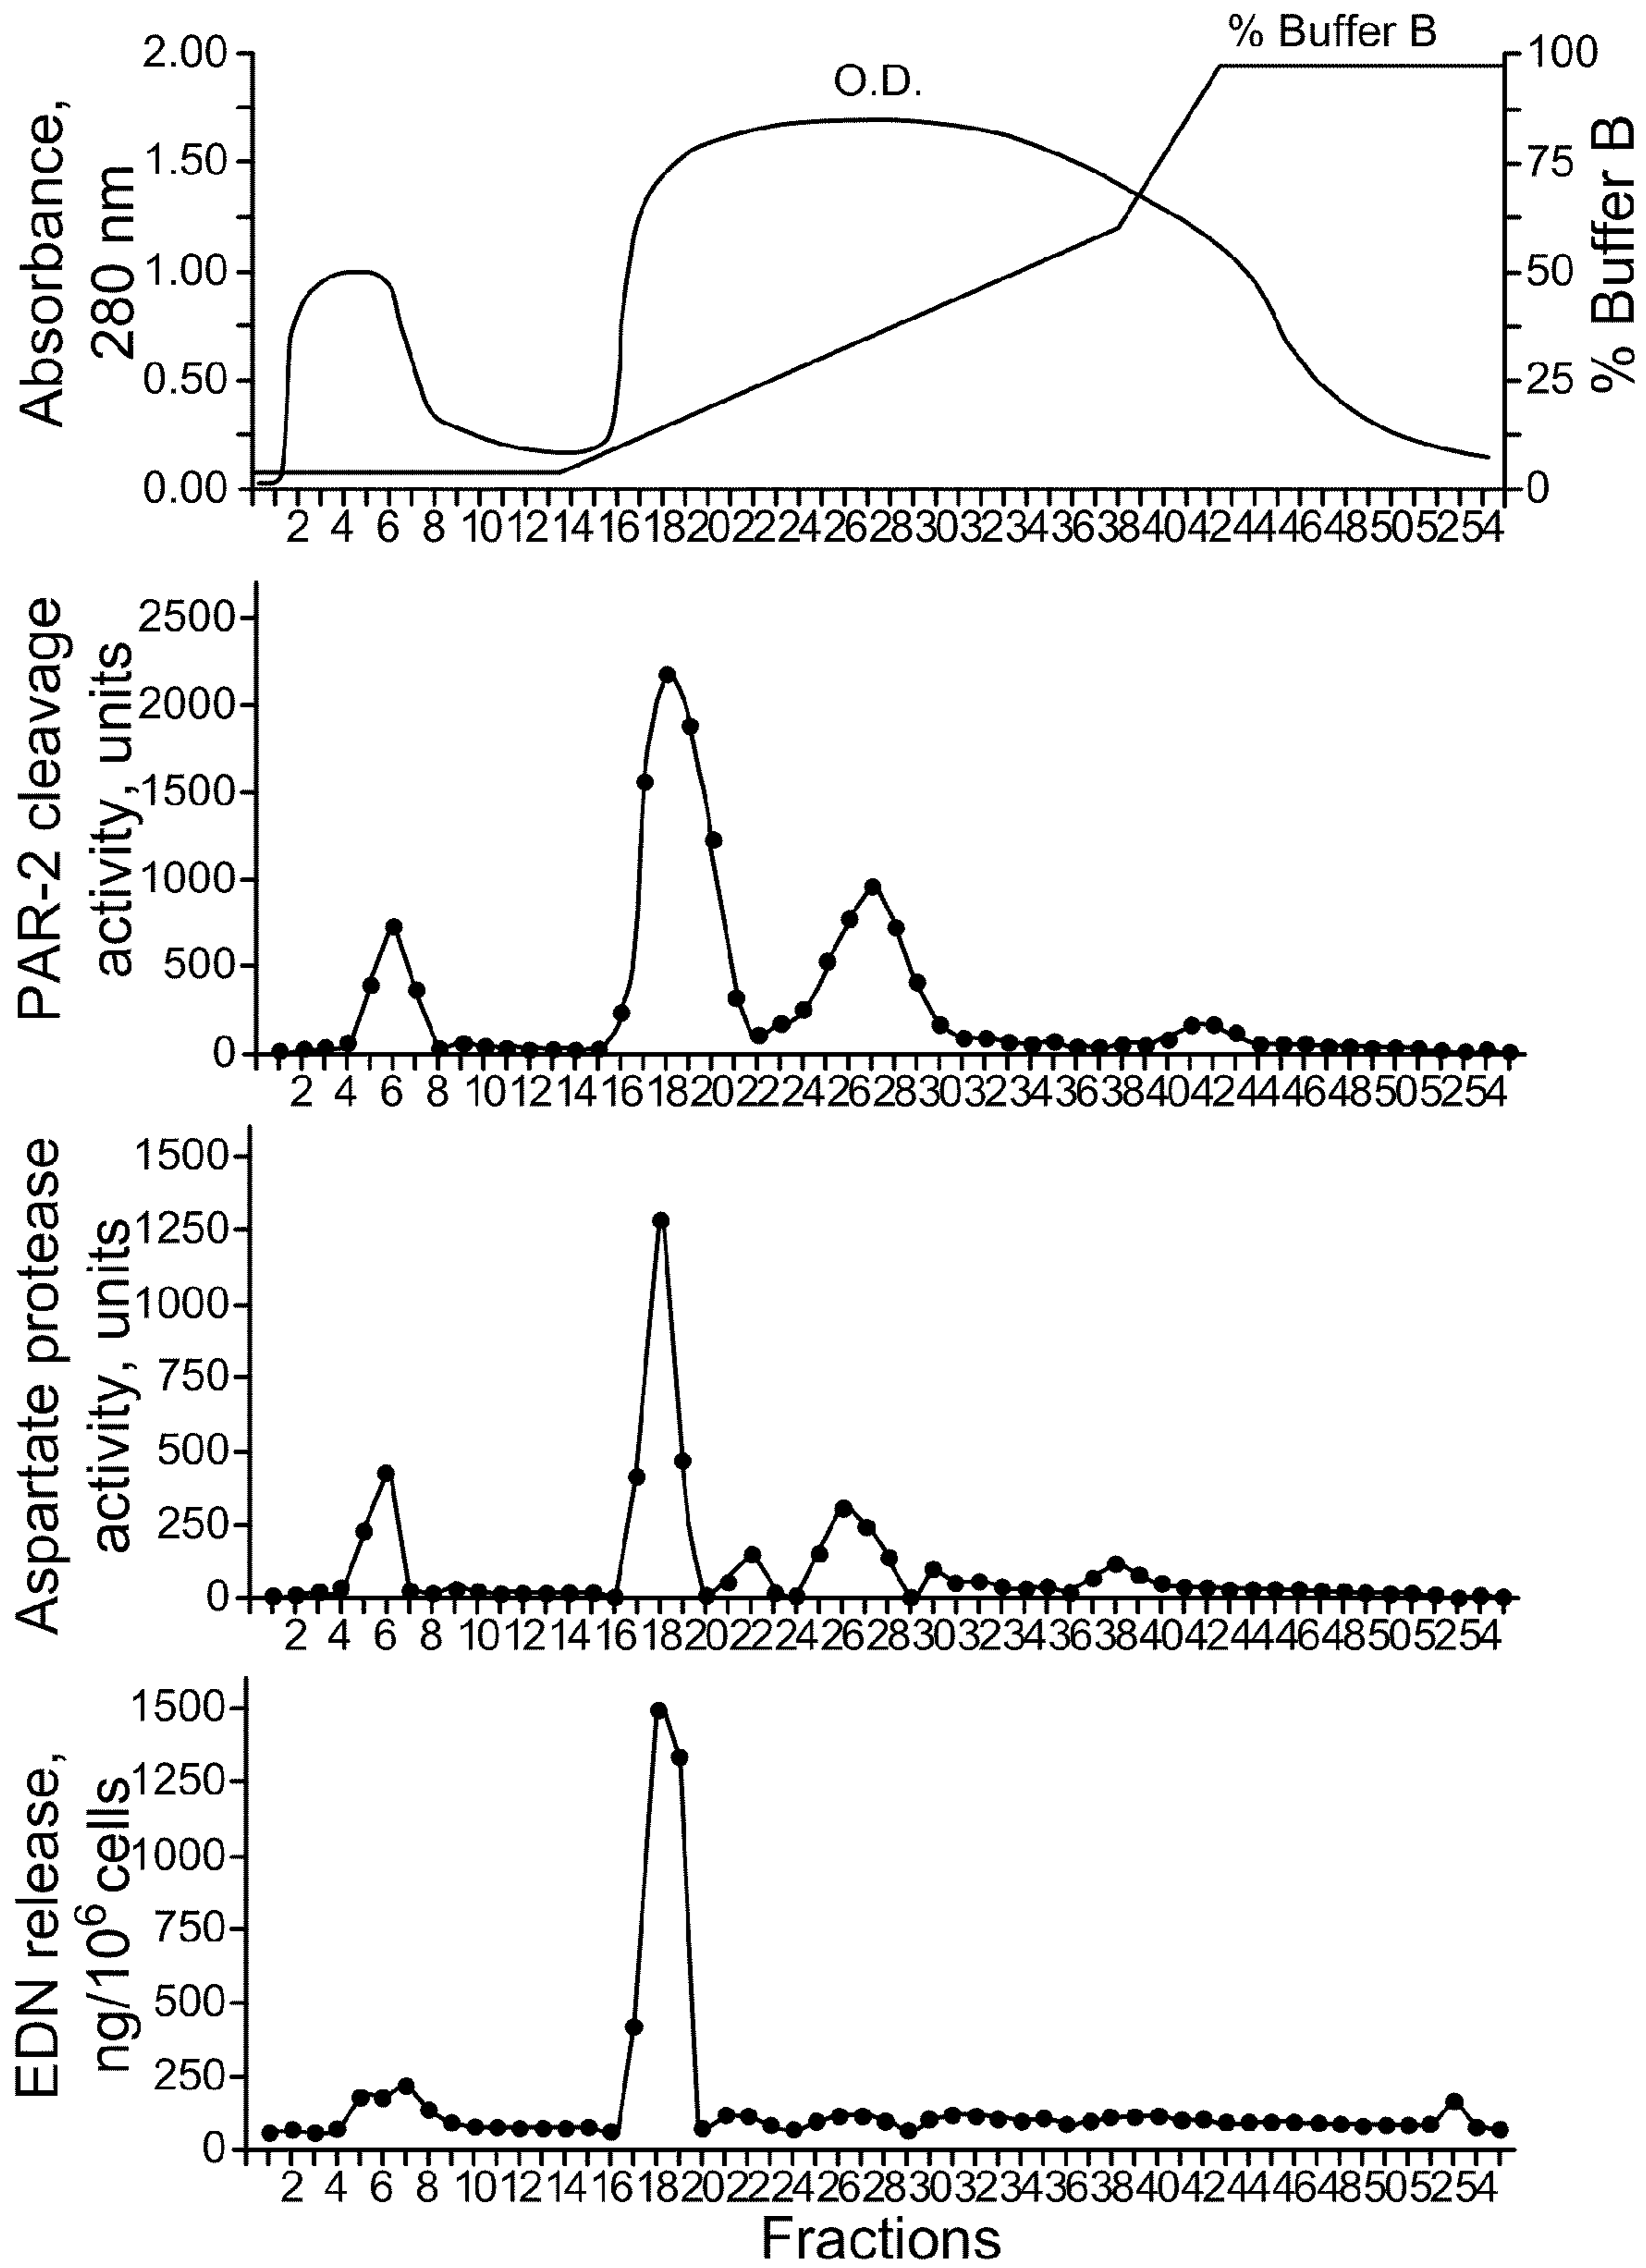 % Buffer B
O.D.
Absorbance,
280 nm
2.00
1.50
1.00
0.50
0.00
100
75
50
25
0
% Buffer B
2 4 6 8 10 12 14 16 18 20 22 24 26 28 30 32 34 36 38 40 42 44 46 48 50 52 54
PAR-2 cleavage
activity, units
2500
2000
1500
1000
500
0
2 4 6 8 10 12 14 16 18 20 22 24 26 28 30 32 34 36 38 40 42 44 46 48 50 52 54
Aspartate protease
activity, units
1500
1250
1000
750
500
250
0
2 4 6 8 10 12 14 16 18 20 22 24 26 28 30 32 34 36 38 40 42 44 46 48 50 52 54
EDN release,
ng/10⁶ cells
1500
1250
1000
750
500
250
0
2 4 6 8 10 12 14 16 18 20 22 24 26 28 30 32 34 36 38 40 42 44 46 48 50 52 54
Fractions